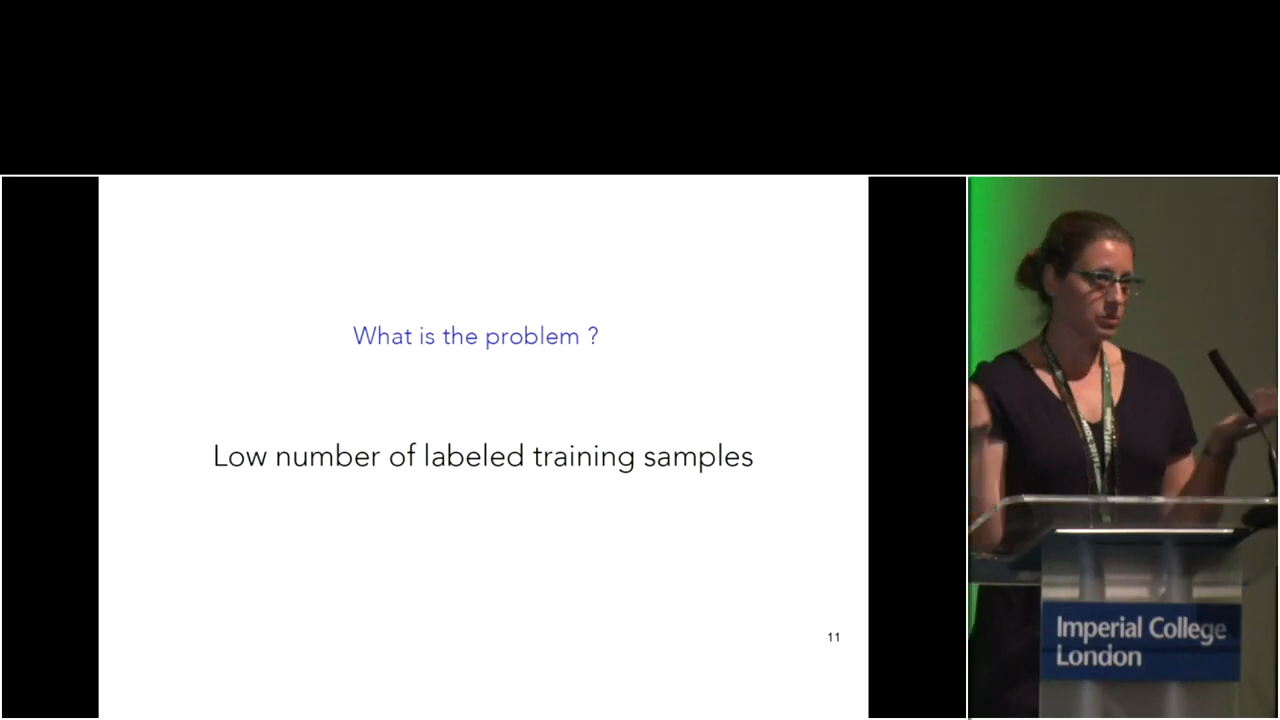 What is the problem ?
Low number of labeled training samples
11
Imperial College
London